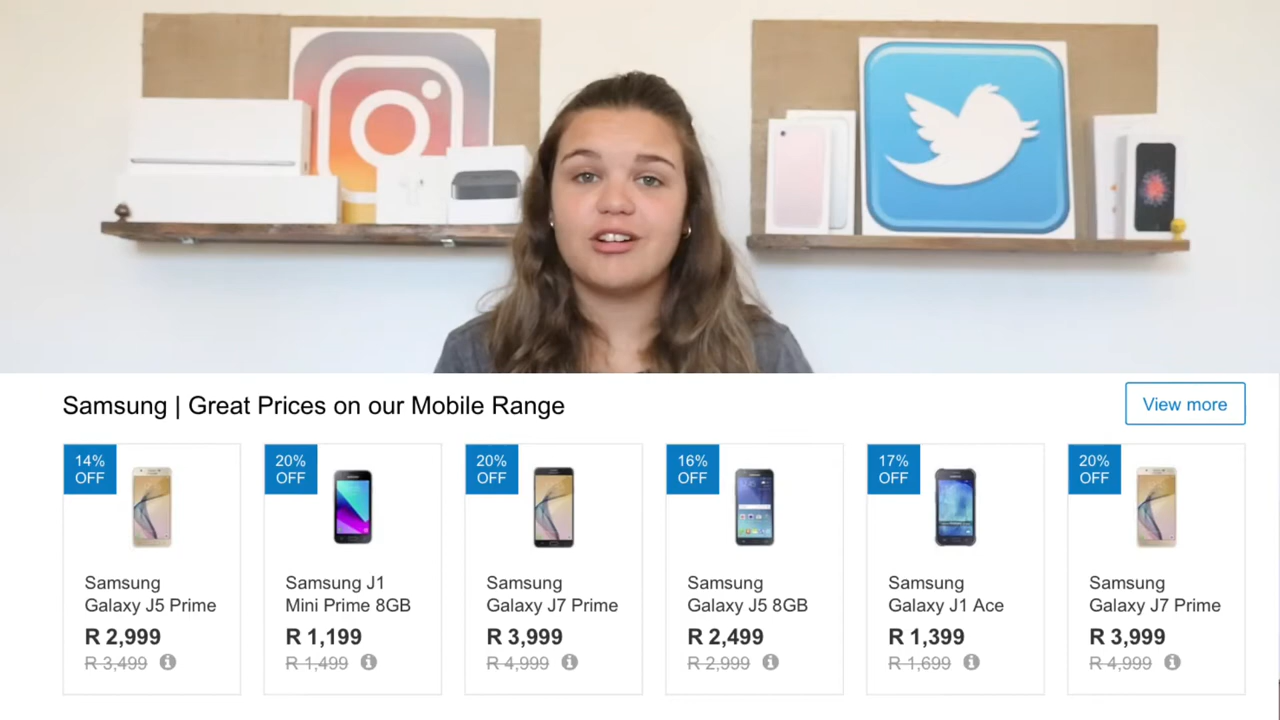 Samsung | Great Prices on our Mobile Range
View more
14%
OFF
Samsung
Galaxy J5 Prime
R 2,999
R 3,499
20%
OFF
Samsung J1
Mini Prime 8GB
R 1,199
R 1,499
20%
OFF
Samsung
Galaxy J7 Prime
R 3,999
R 4,999
16%
OFF
Samsung
Galaxy J5 8GB
R 2,499
R 2,999
17%
OFF
Samsung
Galaxy J1 Ace
R 1,399
R 1,699
20%
OFF
Samsung
Galaxy J7 Prime
R 3,999
R 4,999